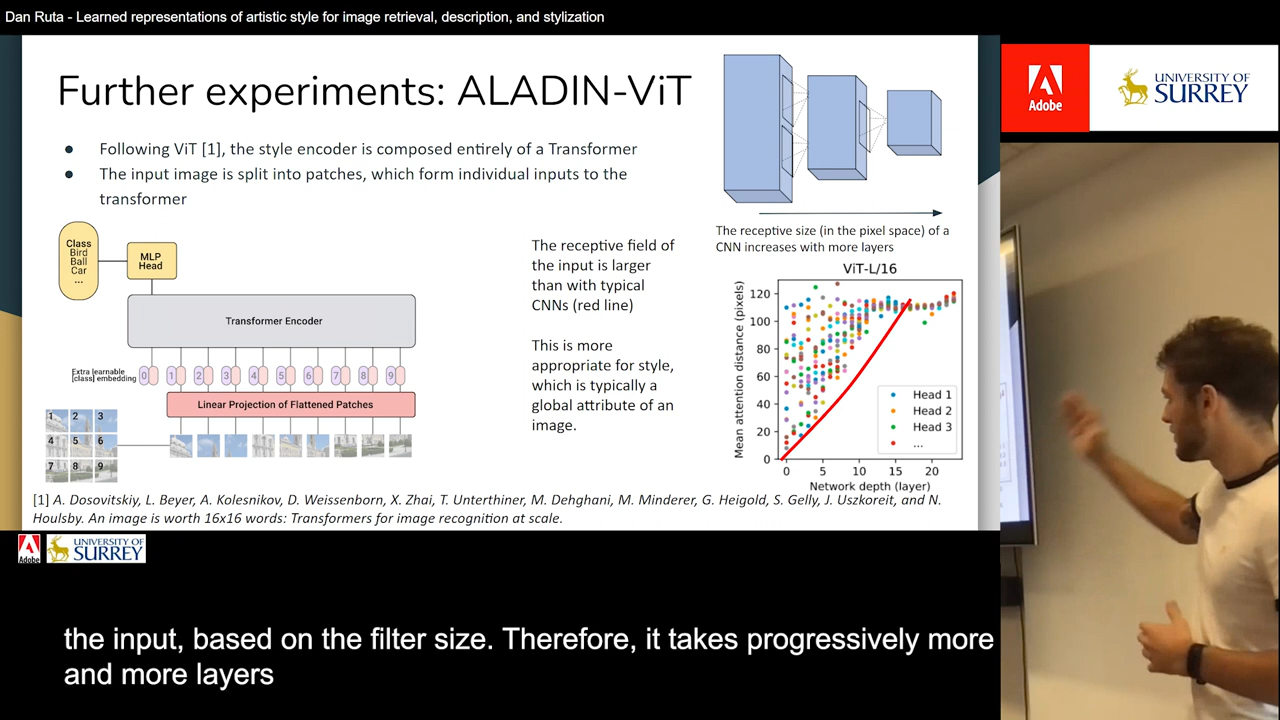 Dan Ruta - Learned representations of artistic style for image retrieval, description, and stylization
Further experiments: ALADIN-ViT
● Following ViT [1], the style encoder is composed entirely of a Transformer
● The input image is split into patches, which form individual inputs to the
transformer
Class
Bird
Ball
Car
...
MLP
Head
Transformer Encoder
Extra learnable
[class] embedding
0 1 2 3 4 5 6 7 8 9
Linear Projection of Flattened Patches
1 2 3
4 5 6
7 8 9
The receptive field of
the input is larger
than with typical
CNNs (red line)
This is more
appropriate for style,
which is typically a
global attribute of an
image.
The receptive size (in the pixel space) of a
CNN increases with more layers
ViT-L/16
Mean attention distance (pixels)
120
100
80
60
40
20
0
Head 1
Head 2
Head 3
...
0 5 10 15 20
Network depth (layer)
[1] A. Dosovitskiy, L. Beyer, A. Kolesnikov, D. Weissenborn, X. Zhai, T. Unterthiner, M. Dehghani, M. Minderer, G. Heigold, S. Gelly, J. Uszkoreit, and N.
Houlsby. An image is worth 16x16 words: Transformers for image recognition at scale.
Adobe
UNIVERSITY OF
SURREY
Adobe
UNIVERSITY OF
SURREY
the input, based on the filter size. Therefore, it takes progressively more
and more layers